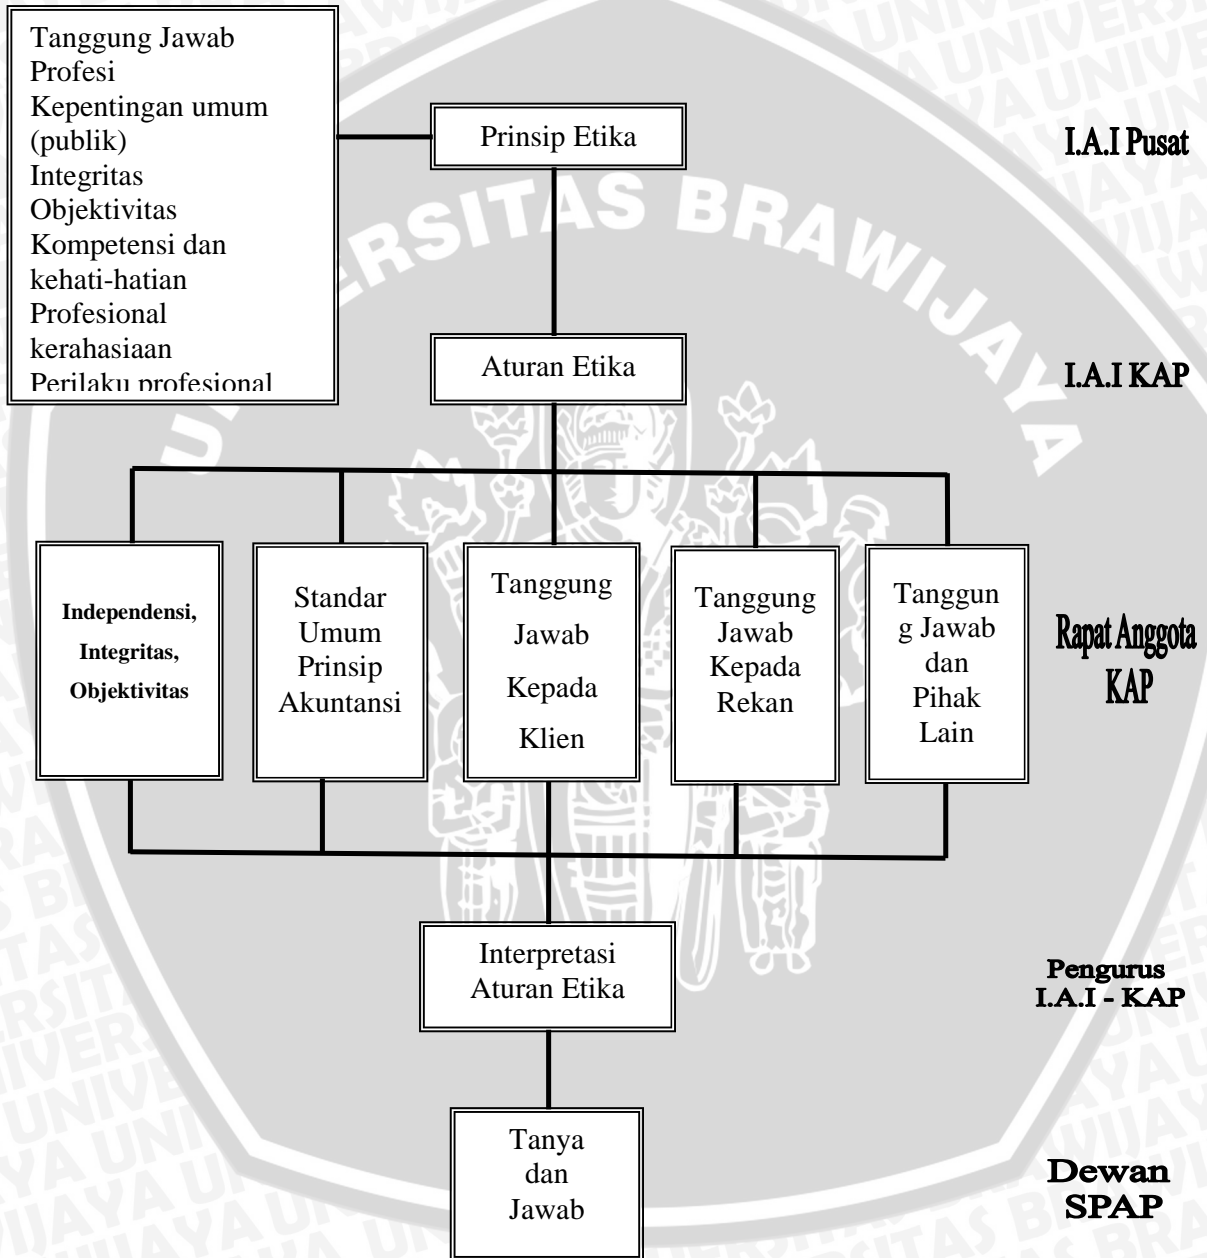 Tanggung Jawab
Profesi
Kepentingan umum
(publik)
Integritas
Objektivitas
Kompetensi dan
kehati-hatian
Profesional
kerahasiaan
Perilaku profesional
Prinsip Etika
I.A.I Pusat
Aturan Etika
I.A.I KAP
Independensi,
Integritas,
Objektivitas
Standar
Umum
Prinsip
Akuntansi
Tanggung
Jawab
Kepada
Klien
Tanggung
Jawab
Kepada
Rekan
Tanggun
g Jawab
dan
Pihak
Lain
Rapat Anggota
KAP
Interpretasi
Aturan Etika
Pengurus
I.A.I - KAP
Tanya
dan
Jawab
Dewan
SPAP